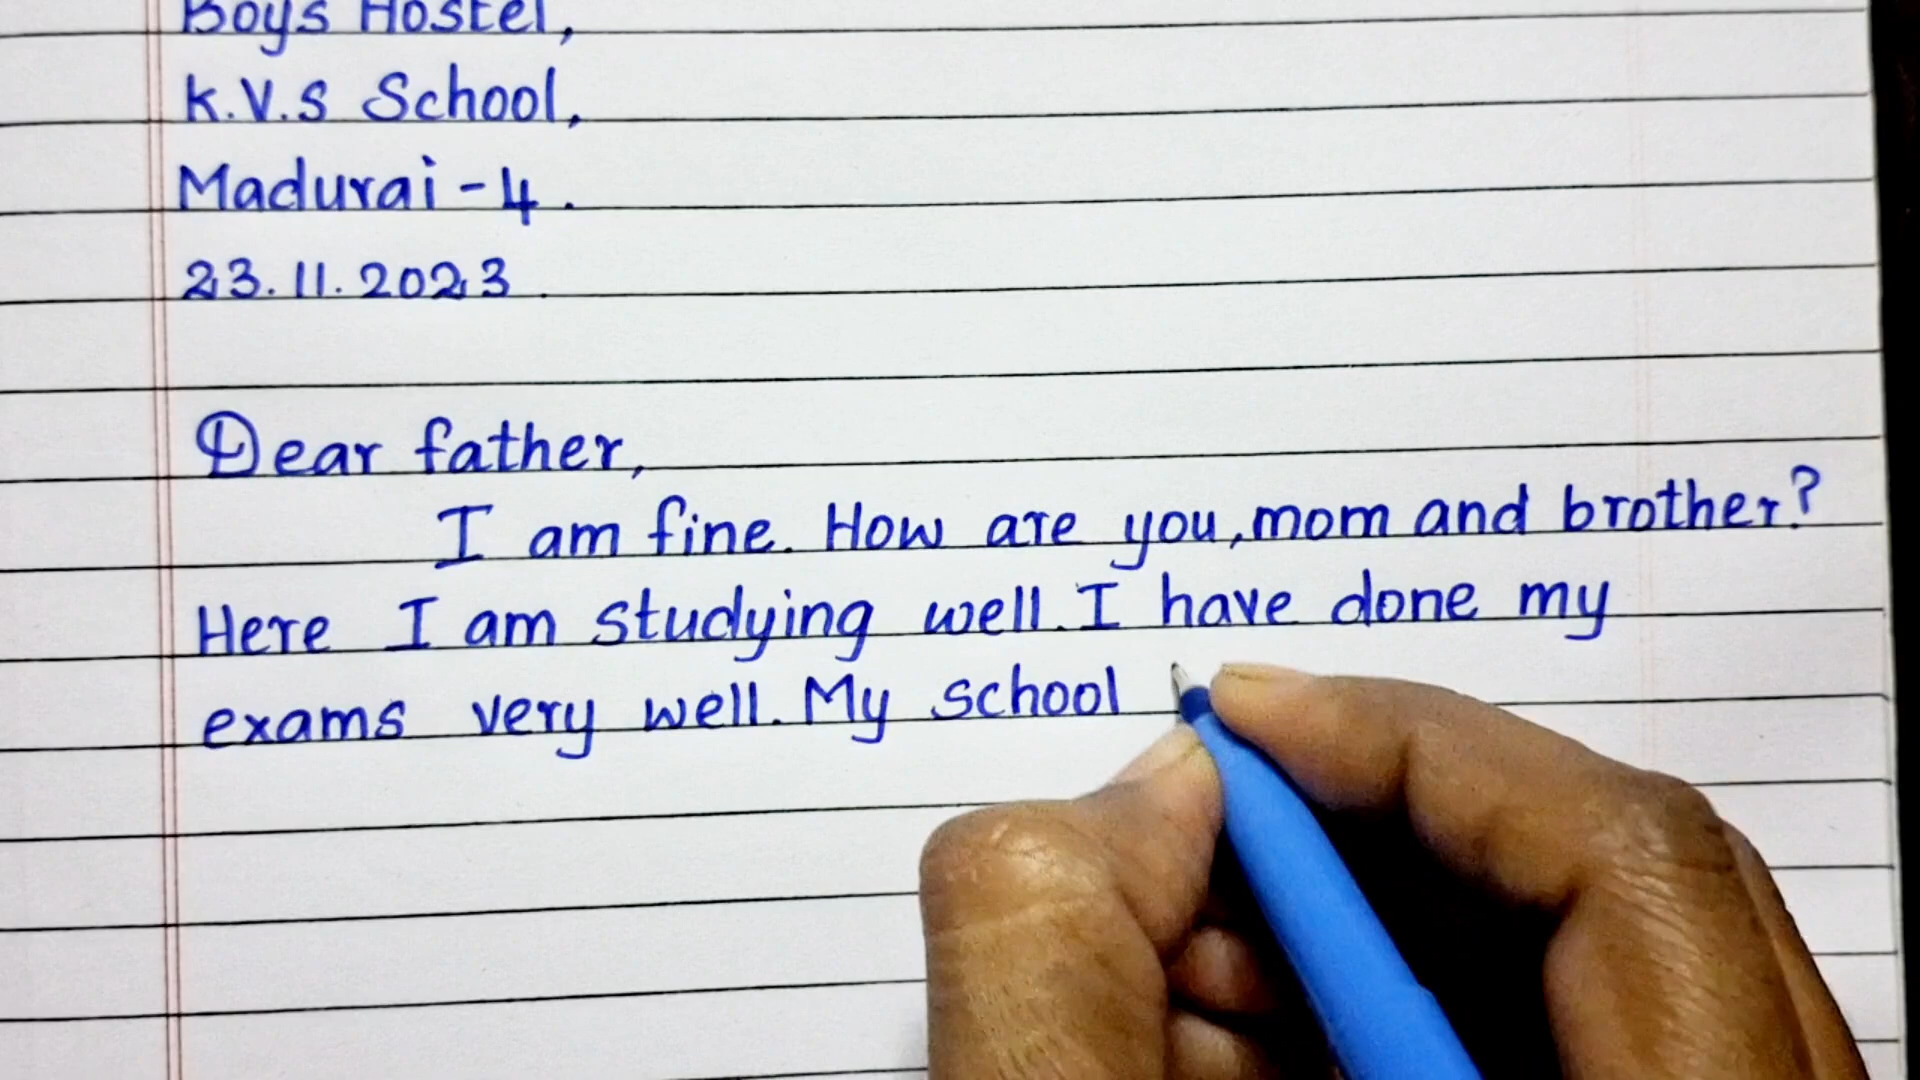 Boys Hostel,
K.V.S School,
Madurai - 4.
23.11.2023.
Dear father,
I am fine. How are you, mom and brother?
Here I am studying well. I have done my
exams very well. My school